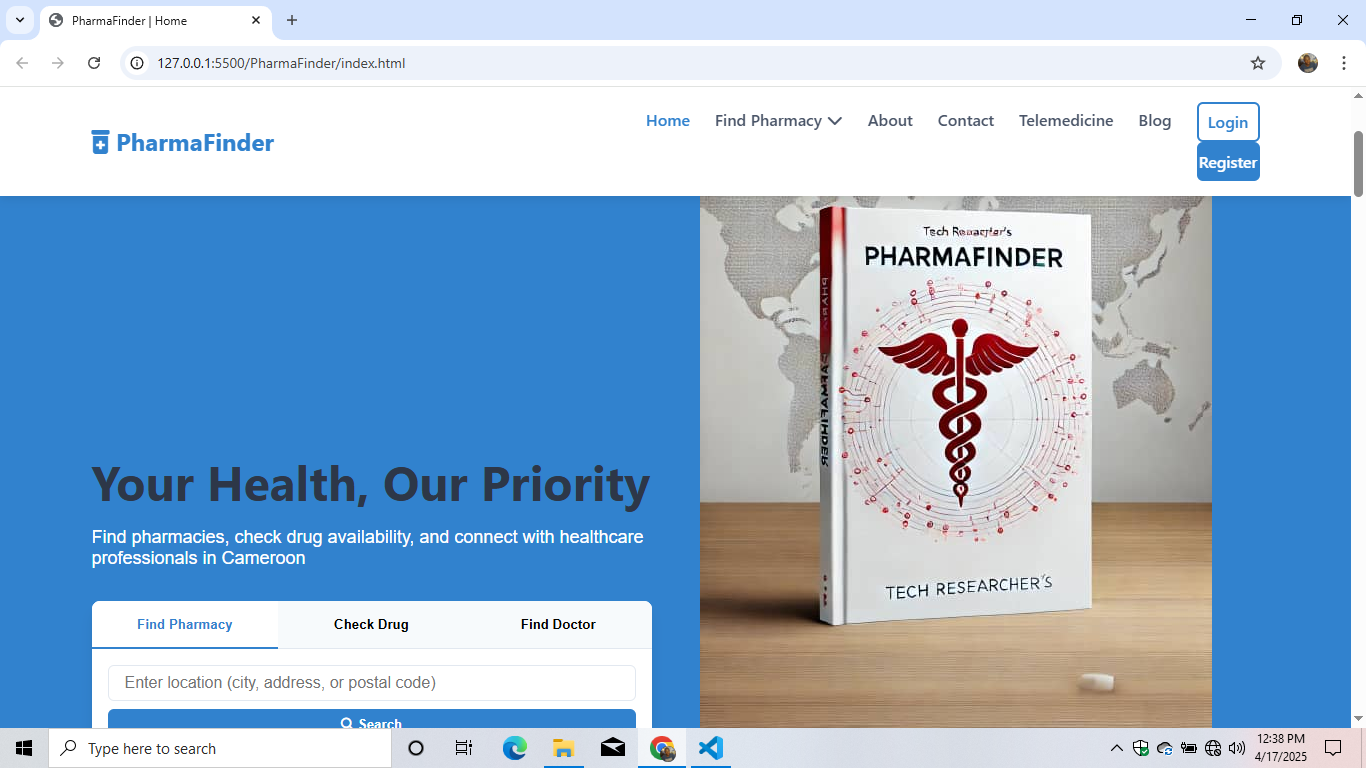 PharmaFinder | Home
127.0.0.1:5500/PharmaFinder/index.html
PharmaFinder
Home
Find Pharmacy
About
Contact
Telemedicine
Blog
Login
Register
Tech
PHARMAFINDER
TECH RESEARCHER'S
Your Health, Our Priority
Find pharmacies, check drug availability, and connect with healthcare
professionals in Cameroon
Find Pharmacy
Check Drug
Find Doctor
Enter location (city, address, or postal code)
Search
Type here to search
12:38 PM
4/17/2025